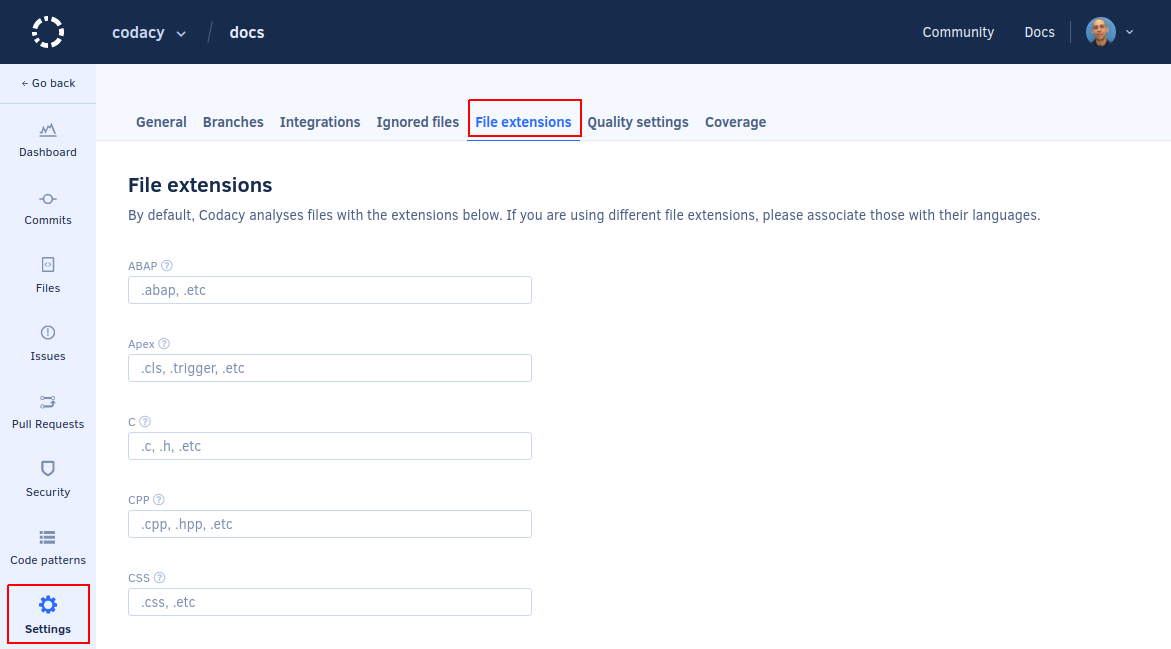 codacy / docs
Community Docs
← Go back
Dashboard
Commits
Files
Issues
Pull Requests
Security
Code patterns
Settings
General Branches Integrations Ignored files File extensions Quality settings Coverage
File extensions
By default, Codacy analyses files with the extensions below. If you are using different file extensions, please associate those with their languages.
ABAP ?
.abap, .etc
Apex ?
.cls, .trigger, .etc
C ?
.c, .h, .etc
CPP ?
.cpp, .hpp, .etc
CSS ?
.css, .etc